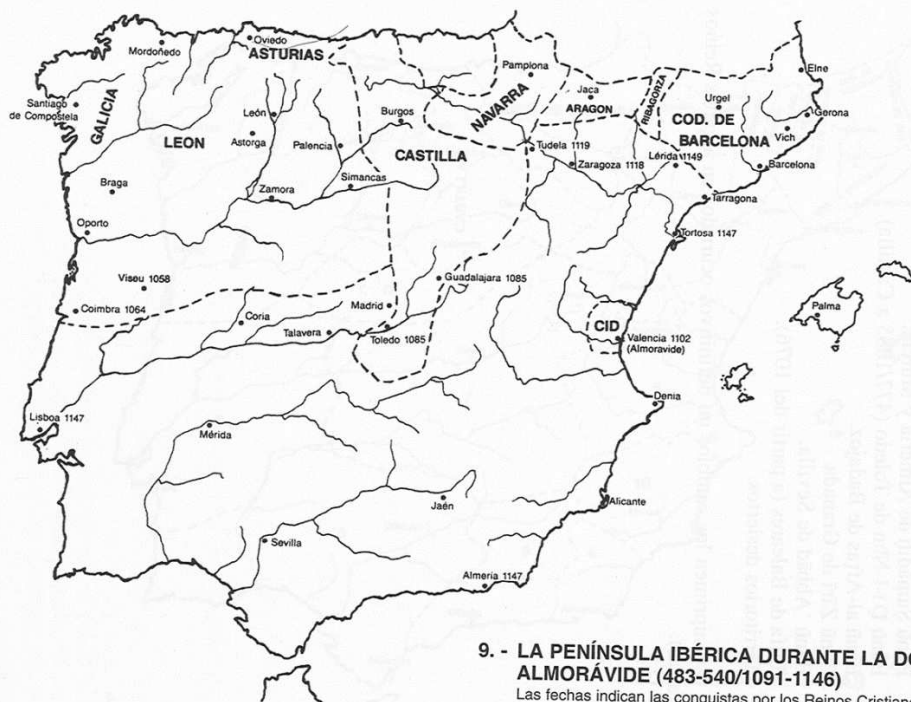 Mordoñedo
Oviedo
ASTURIAS
Santiago
de Compostela
GALICIA
LEON
León
Astorga
Palencia
Burgos
CASTILLA
Simancas
Zamora
Braga
Oporto
Pamplona
NAVARRA
Jaca
ARAGON
RIBAGORZA
Urgel
COD. DE
BARCELONA
Elne
Gerona
Vich
Barcelona
Tudela 1119
Zaragoza 1118
Lérida 1149
Tarragona
Tortosa 1147
Viseu 1058
Coimbra 1064
Coria
Madrid
Talavera
Toledo 1085
Guadalajara 1085
CID
Valencia 1102
(Almoravide)
Palma
Denia
Lisboa 1147
Mérida
Jaén
Alicante
Sevilla
Almería 1147
9. - LA PENÍNSULA IBÉRICA DURANTE LA DO
ALMORÁVIDE (483-540/1091-1146)
Las fechas indican las conquistas por los Reinos Cristiano